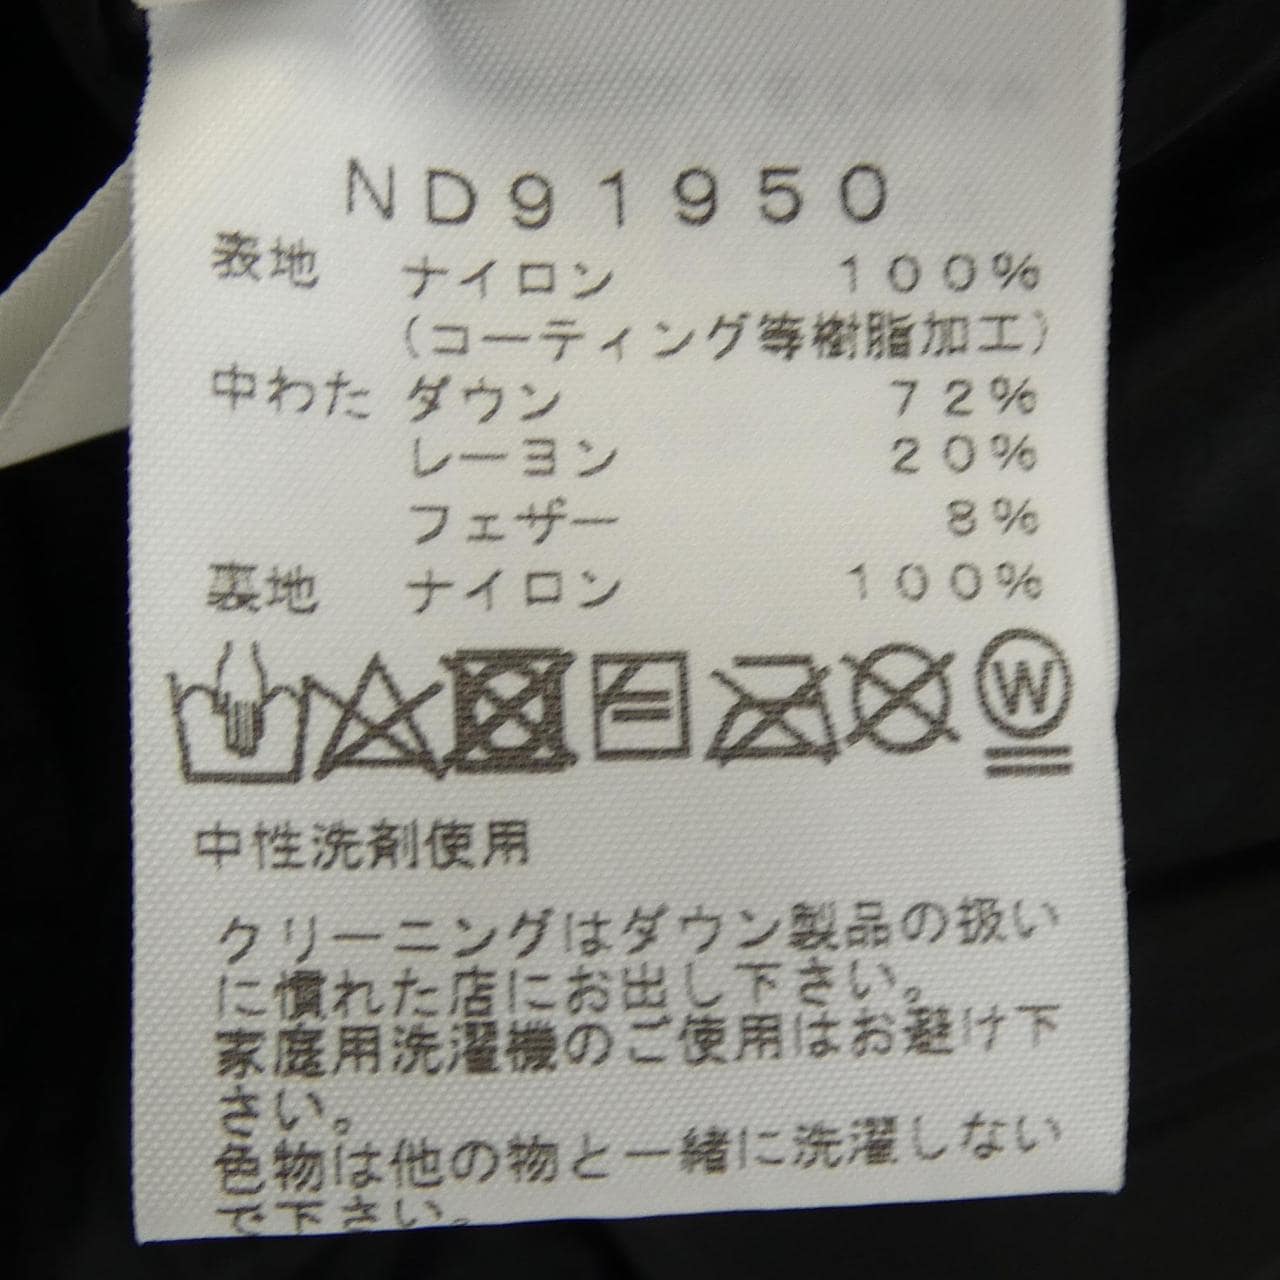 ND91950
表地 ナイロン 100%
(コーティング等樹脂加工)
中わた ダウン 72%
レーヨン 20%
フェザー 8%
裏地 ナイロン 100%
W
中性洗剤使用
クリーニングはダウン製品の扱い
に慣れた店にお出し下さい。
家庭用洗濯機のご使用はお避け下
さい。
色物は他の物と一緒に洗濯しない
で下さい。